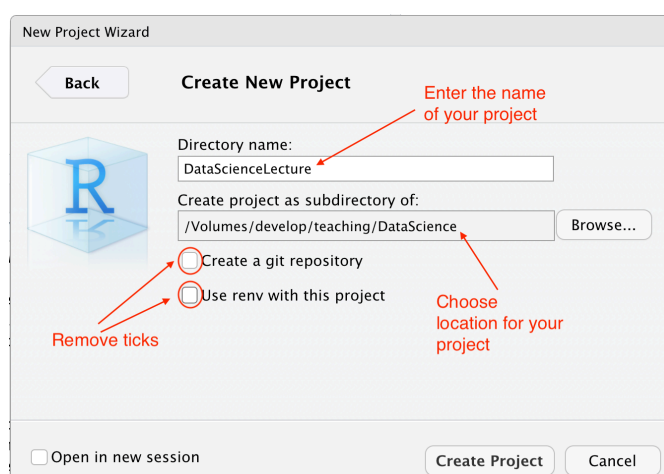 New Project Wizard
Back
Create New Project
Enter the name
of your project
Directory name:
DataScienceLecture
Create project as subdirectory of:
/Volumes/develop/teaching/DataScience
Browse...
R
Create a git repository
Use renv with this project
Remove ticks
Choose
location for your
project
Open in new session
Create Project
Cancel